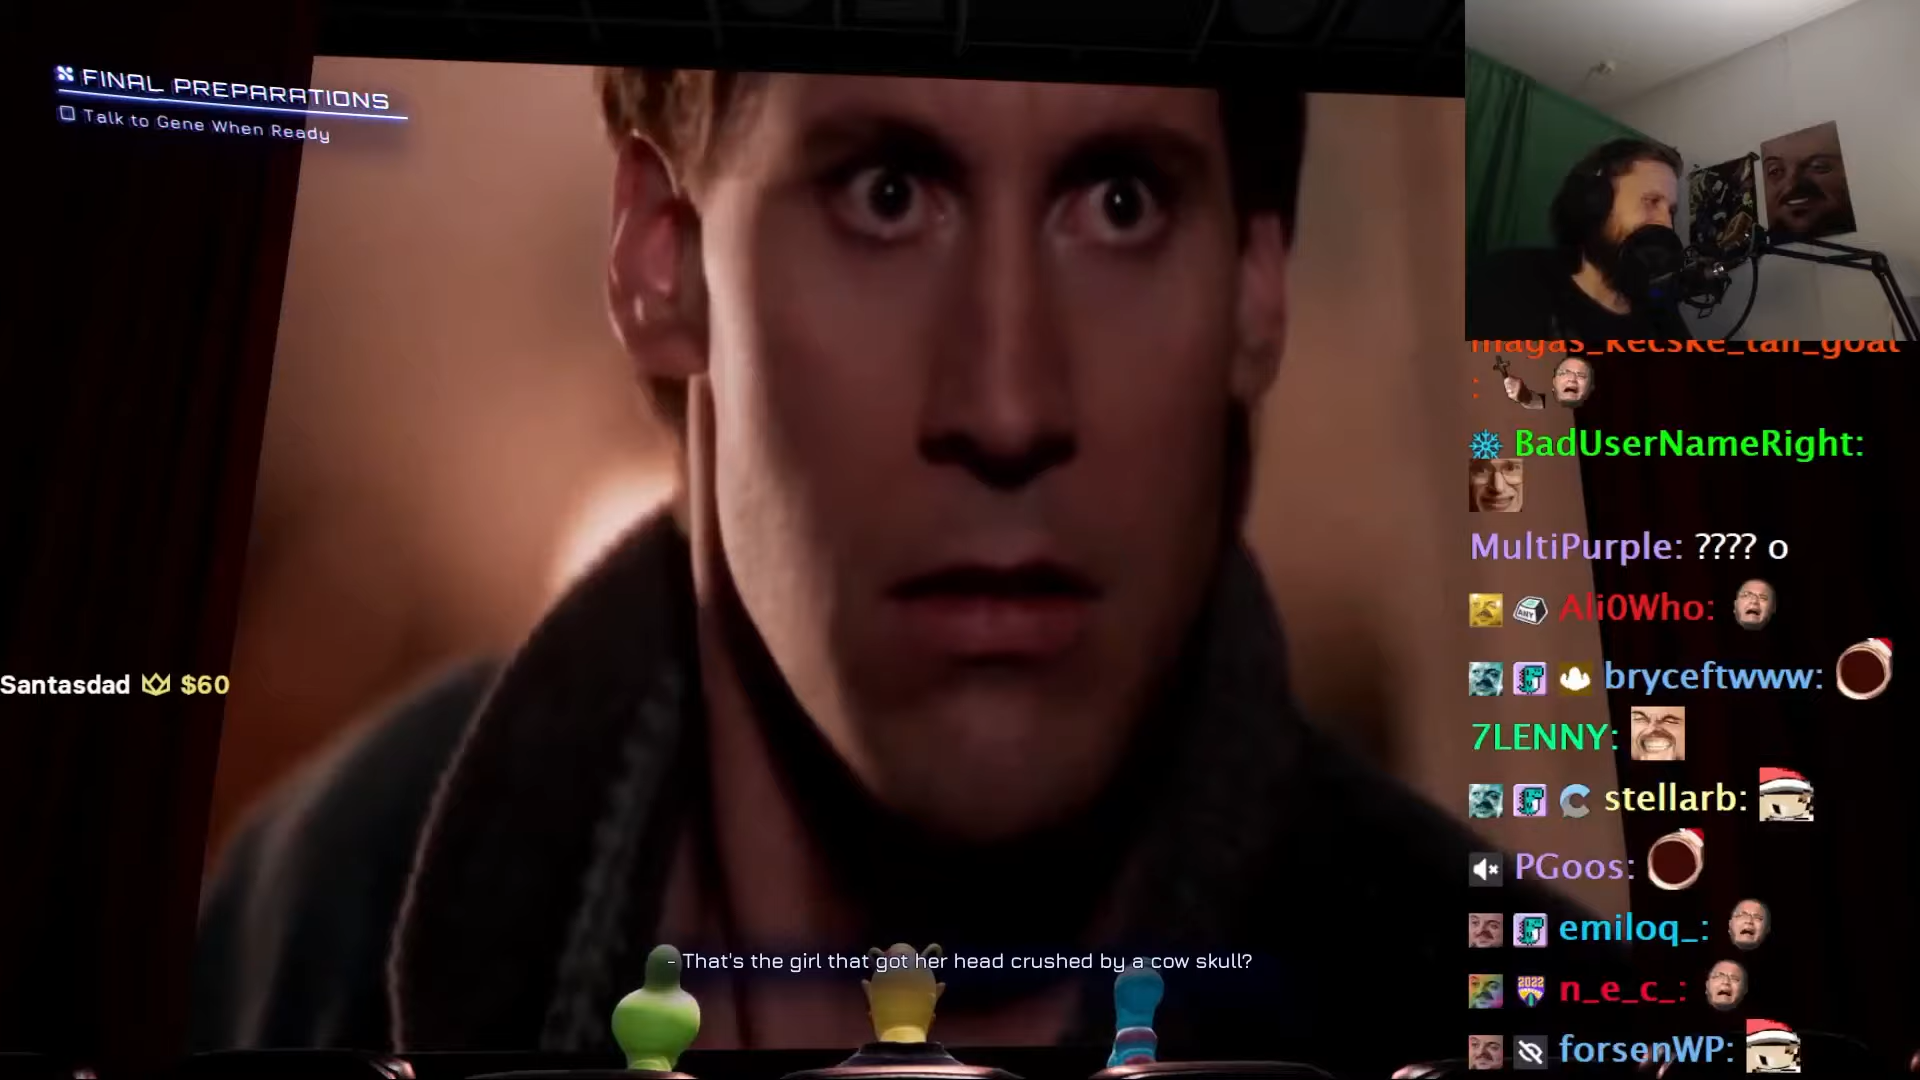 FINAL PREPARATIONS
Talk to Gene When Ready
Santasdad $60
- That's the girl that got her head crushed by a cow skull?
magas_kecske_tall_goat
:
BadUserNameRight:
MultiPurple: ???? o
Ali0Who:
bryceftwww:
7LENNY:
stellarb:
PGoos:
emiloq_:
n_e_c_:
forsenWP: